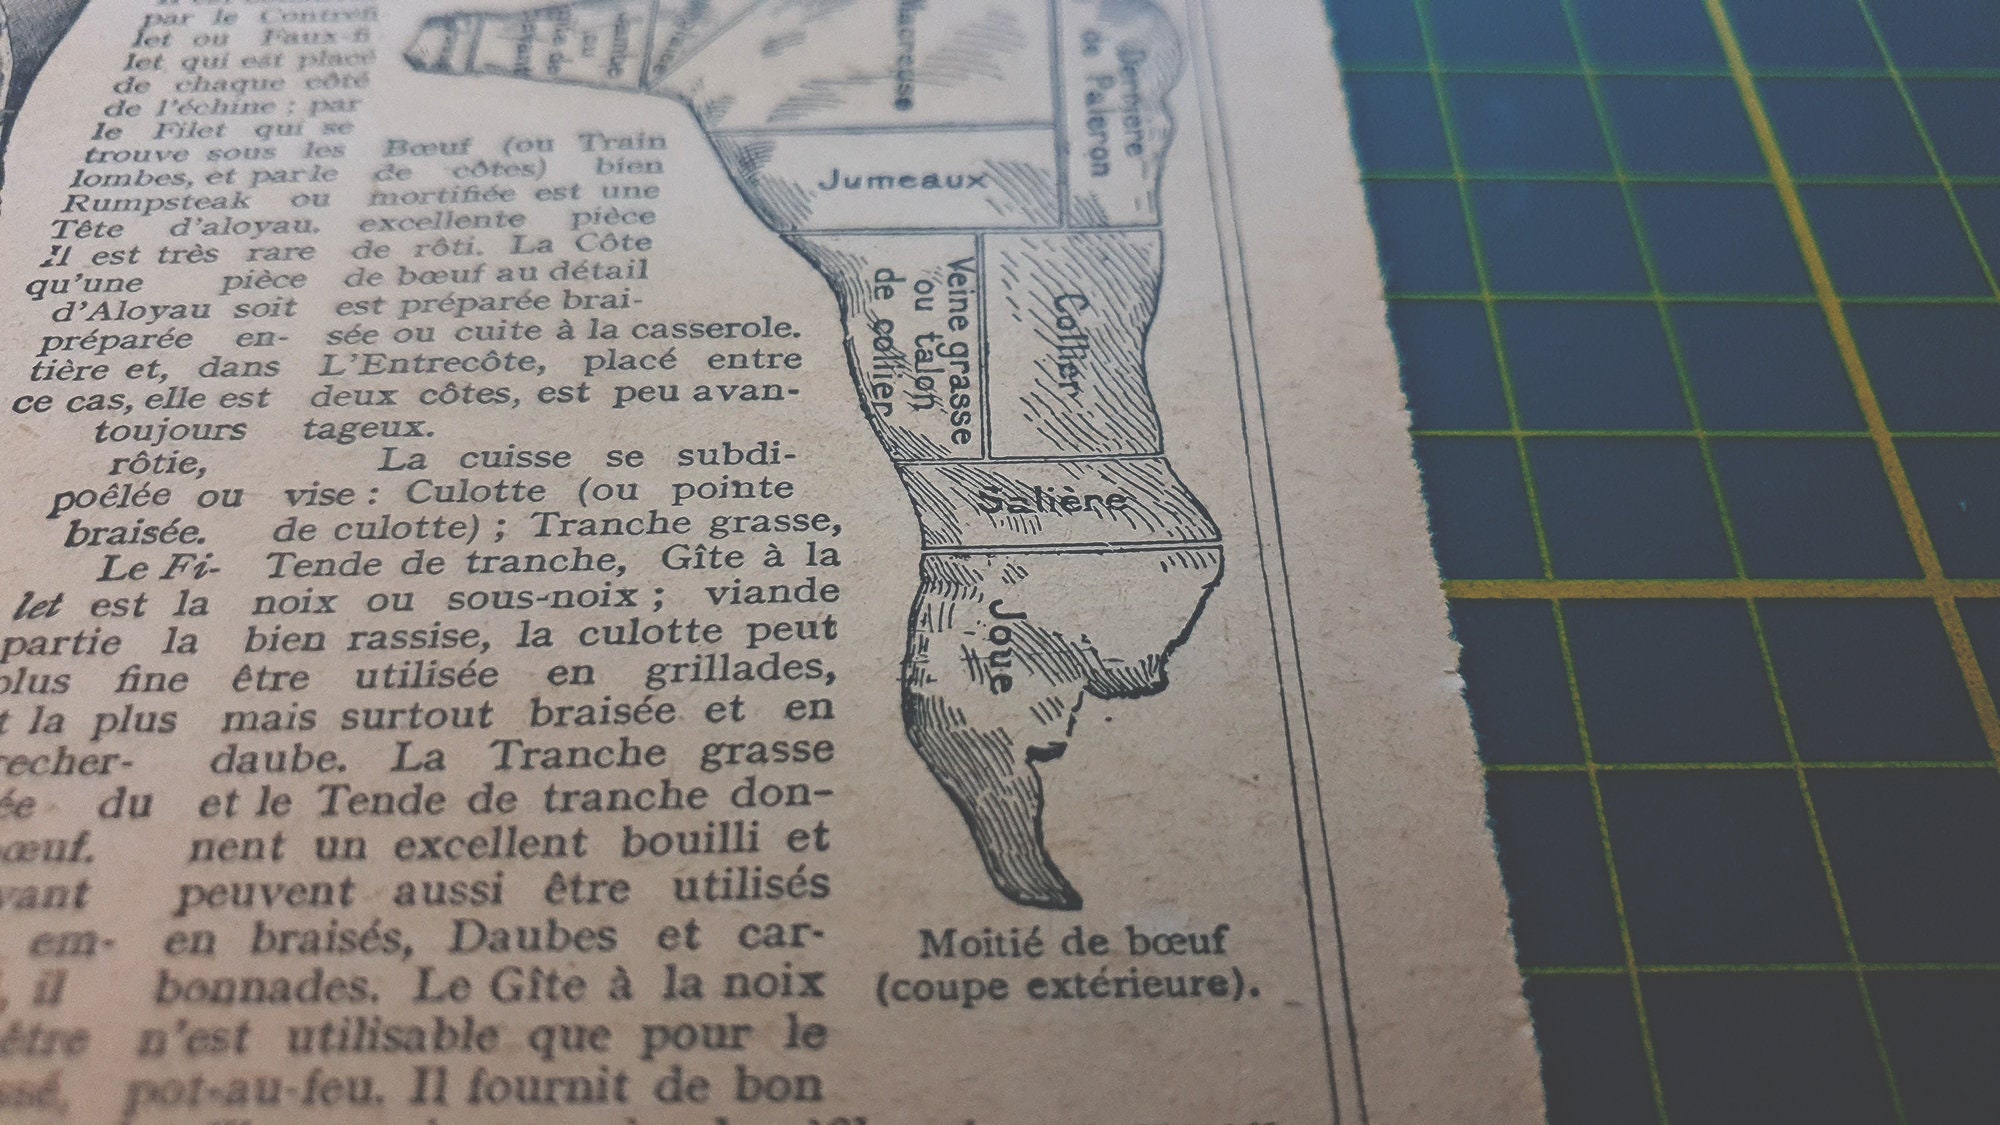 par le Contrefi
let ou Faux-fi
let qui est placé
de chaque côté
de l'échine ; par
le Filet qui se
trouve sous les
lombes, et par le
Rumpsteak ou
Tête d'aloyau.
Il est très rare
qu'une pièce
d'Aloyau soit
préparée en-
tière et, dans
ce cas, elle est
toujours
rôtie,
poêlée ou
braisée.
Le Fi-
let est la
partie la
plus fine
t la plus
recher-
ée du
bœuf.
vant
em-
, il
être
Bœuf (ou Train
de côtes) bien
mortifiée est une
excellente pièce
de rôti. La Côte
de bœuf au détail
est préparée brai-
sée ou cuite à la casserole.
L'Entrecôte, placé entre
deux côtes, est peu avan-
tageux.
La cuisse se subdi-
vise : Culotte (ou pointe
de culotte) ; Tranche grasse,
Tende de tranche, Gîte à la
noix ou sous-noix ; viande
bien rassise, la culotte peut
être utilisée en grillades,
mais surtout braisée et en
daube. La Tranche grasse
et le Tende de tranche don-
nent un excellent bouilli et
peuvent aussi être utilisés
en braisés, Daubes et car-
bonnades. Le Gîte à la noix
n'est utilisable que pour le
pot-au-feu. Il fournit de bon
Macreuse
Derrière
de Paleron
Jumeaux
Veine grasse
ou talon
de collier
Collier
Salière
Joue
Moitié de bœuf
(coupe extérieure).